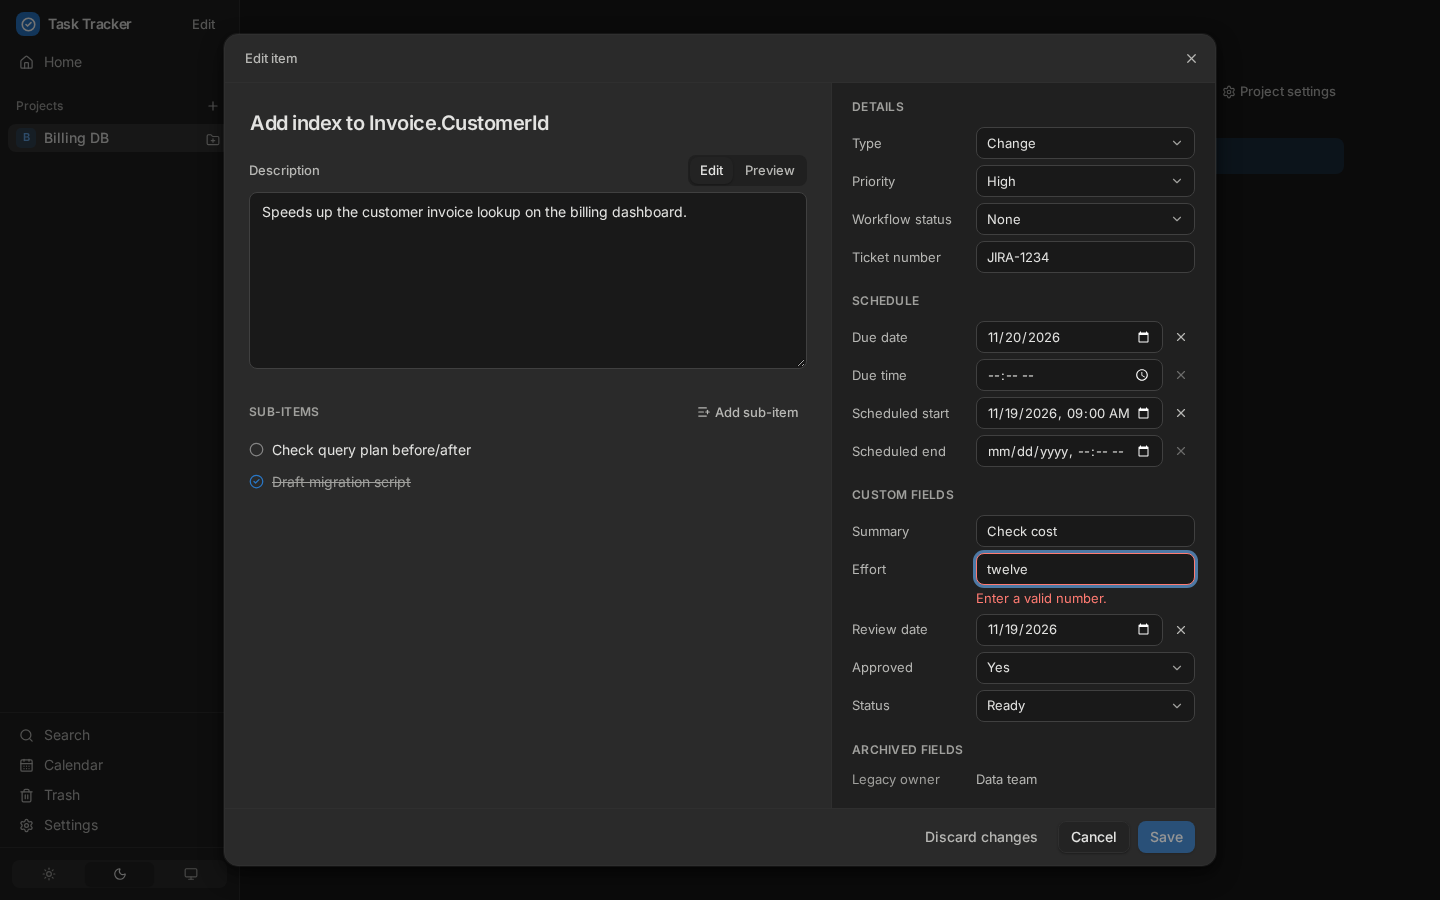 Task Tracker
Edit
Home
Projects
B Billing DB
Search
Calendar
Trash
Settings
Project settings
Edit item
Add index to Invoice.CustomerId
Description
Edit Preview
Speeds up the customer invoice lookup on the billing dashboard.
SUB-ITEMS
Add sub-item
Check query plan before/after
Draft migration script
DETAILS
Type Change
Priority High
Workflow status None
Ticket number JIRA-1234
SCHEDULE
Due date 11/20/2026
Due time --:-- --
Scheduled start 11/19/2026, 09:00 AM
Scheduled end mm/dd/yyyy, --:-- --
CUSTOM FIELDS
Summary Check cost
Effort twelve
Enter a valid number.
Review date 11/19/2026
Approved Yes
Status Ready
ARCHIVED FIELDS
Legacy owner Data team
Discard changes Cancel Save